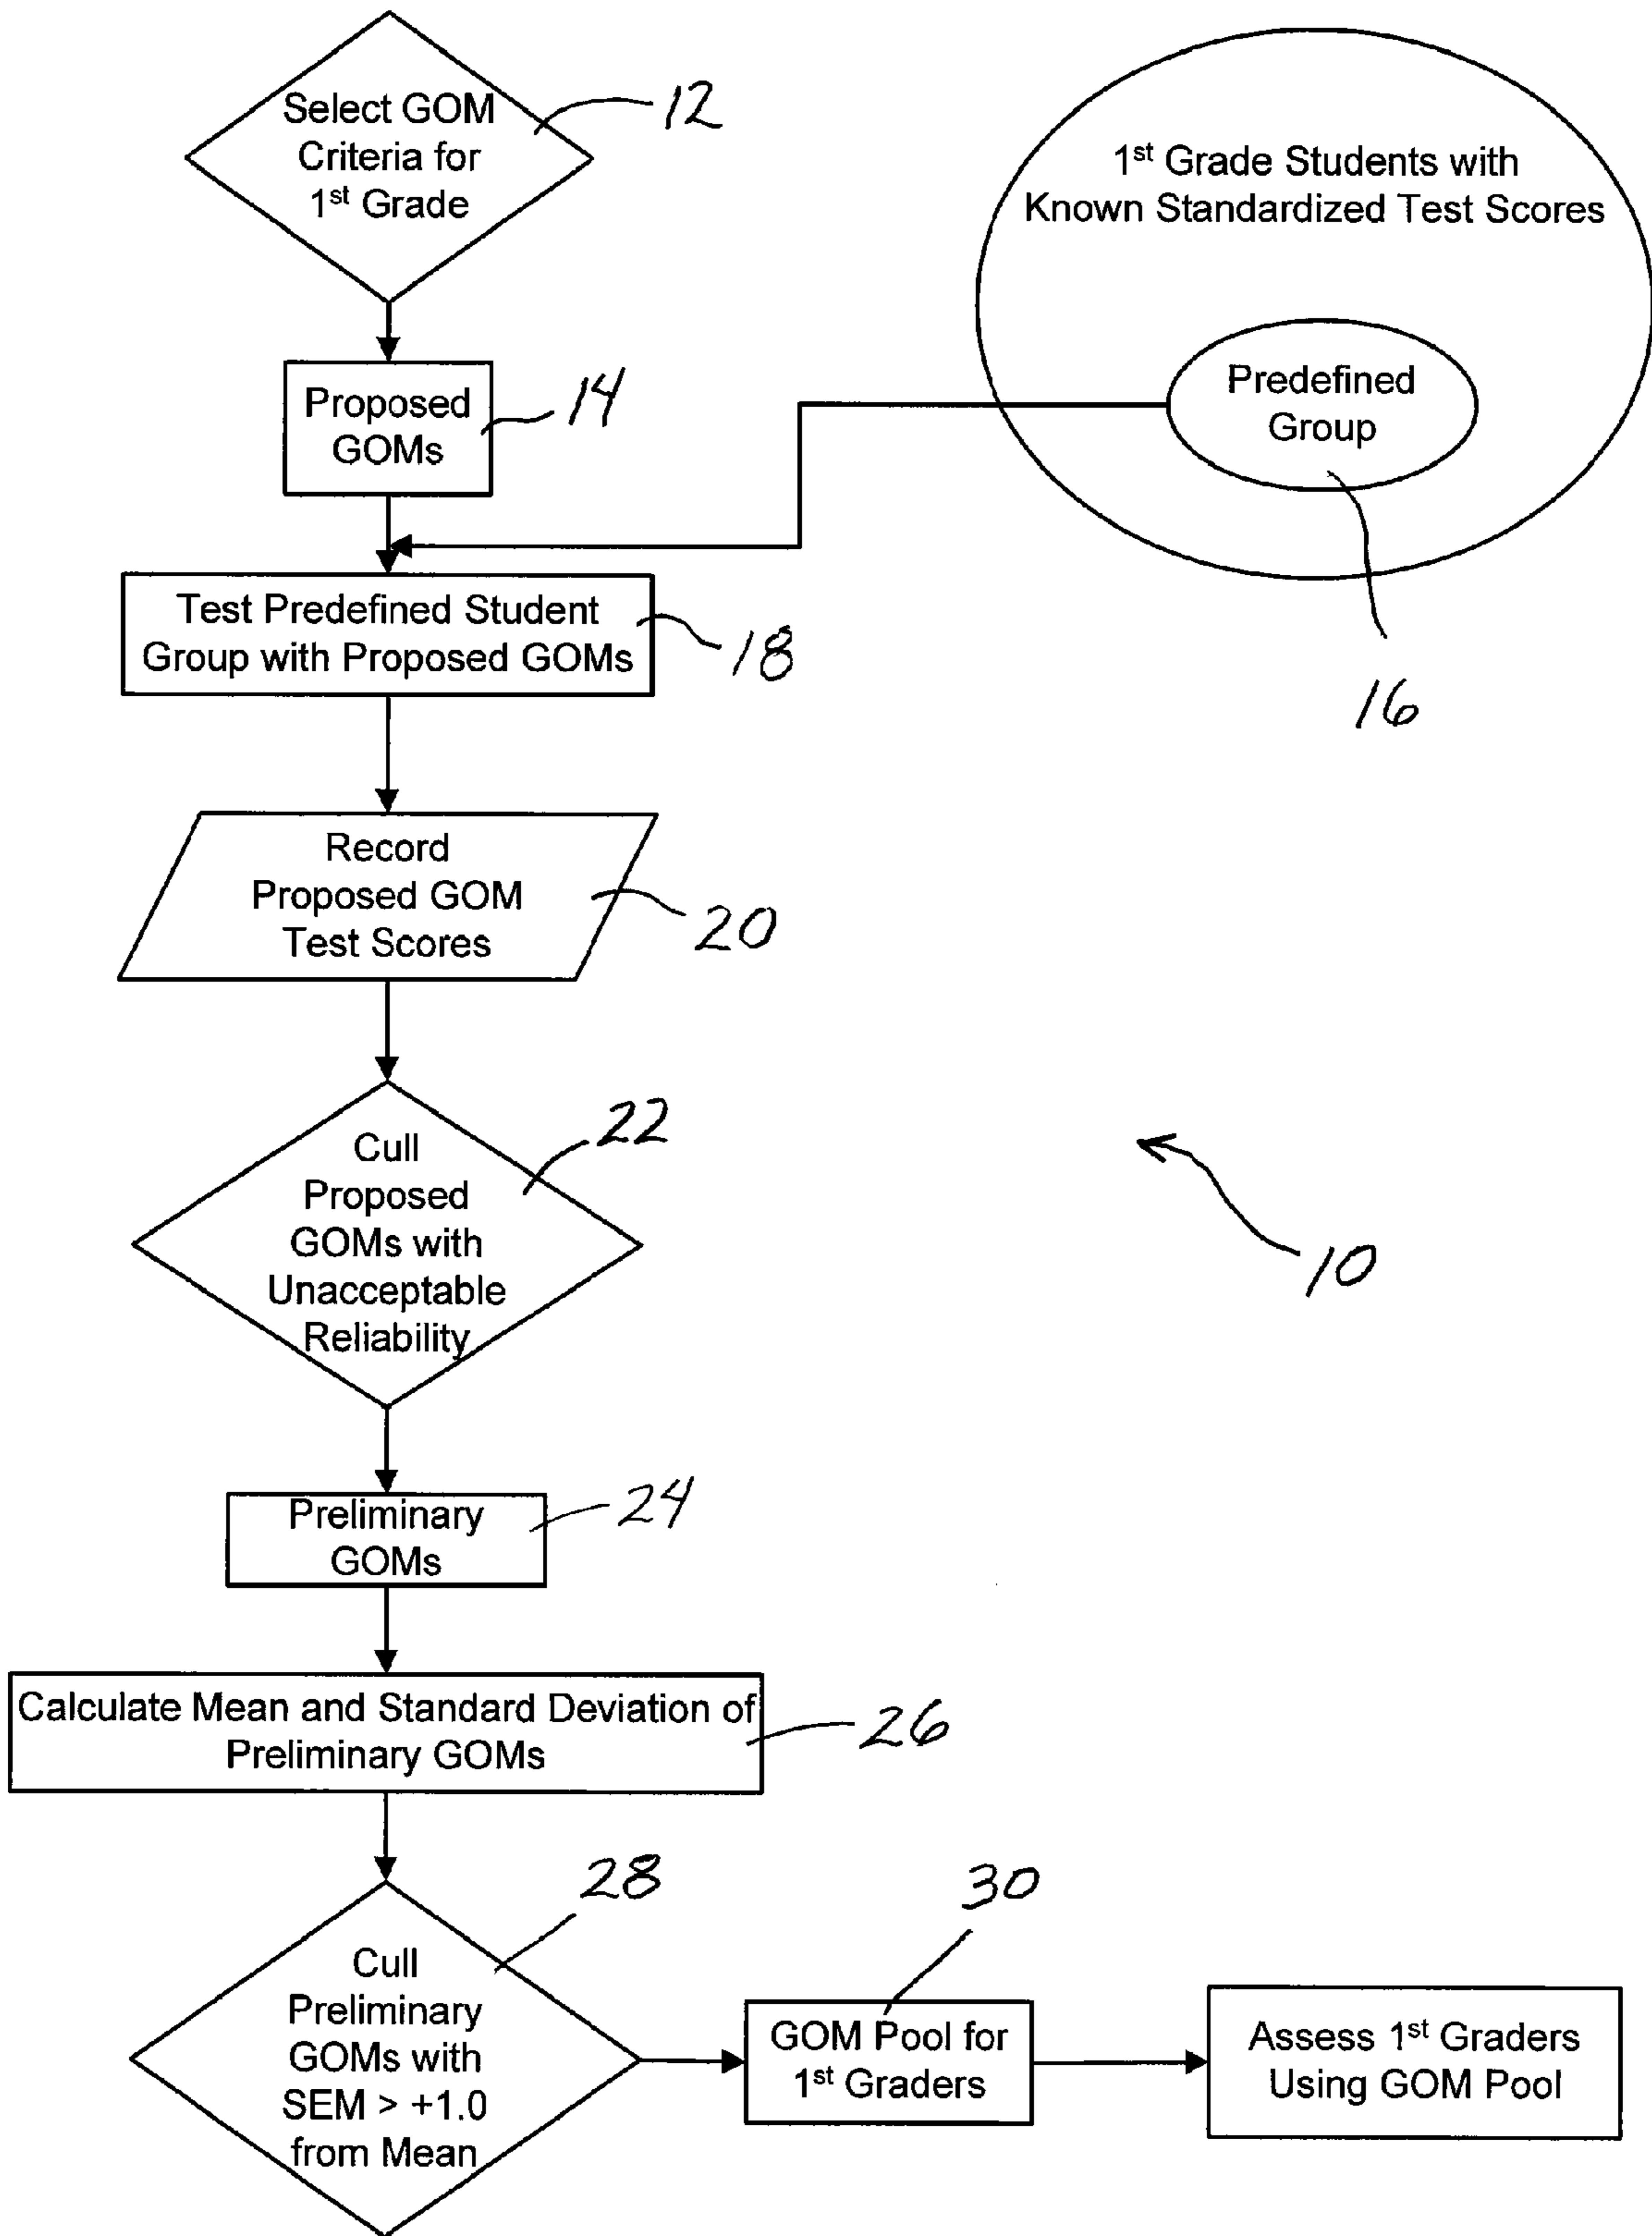 Select GOM
Criteria for
1st Grade
12
1st Grade Students with
Known Standardized Test Scores
Predefined
Group
16
Proposed
GOMs
14
Test Predefined Student
Group with Proposed GOMs
18
Record
Proposed GOM
Test Scores
20
Cull
Proposed
GOMs with
Unacceptable
Reliability
22
10
Preliminary
GOMs
24
Calculate Mean and Standard Deviation of
Preliminary GOMs
26
Cull
Preliminary
GOMs with
SEM > +1.0
from Mean
28
30
GOM Pool for
1st Graders
Assess 1st Graders
Using GOM Pool